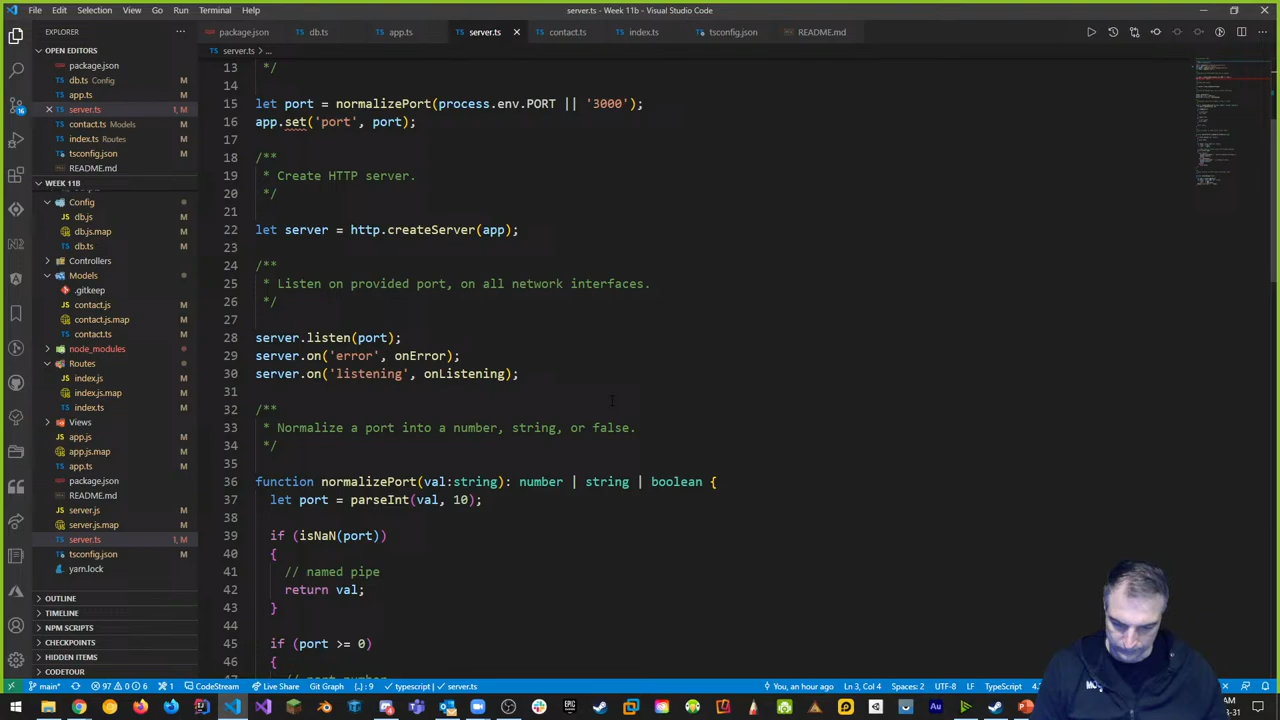 File Edit Selection View Go Run Terminal Help
server.ts - Week 11b - Visual Studio Code
EXPLORER
package.json
db.ts
app.ts
server.ts
contact.ts
index.ts
tsconfig.json
README.md
OPEN EDITORS
package.json
db.ts Config M
app.ts M
server.ts 1, M
contact.ts Models M
index.ts Routes M
tsconfig.json M
README.md M
WEEK 11B
Config
db.js M
db.js.map M
db.ts M
Controllers
Models
.gitkeep
contact.js M
contact.js.map M
contact.ts M
node_modules
Routes
index.js M
index.js.map M
index.ts M
Views
app.js M
app.js.map M
app.ts M
package.json M
README.md M
server.js M
server.js.map M
server.ts 1, M
tsconfig.json M
yarn.lock
OUTLINE
TIMELINE
NPM SCRIPTS
CHECKPOINTS
HIDDEN ITEMS
CODETOUR
server.ts > ...
13 */
14
15 let port = normalizePort(process.env.PORT || '3000');
16 app.set('port', port);
17
18 /**
19 * Create HTTP server.
20 */
21
22 let server = http.createServer(app);
23
24 /**
25 * Listen on provided port, on all network interfaces.
26 */
27
28 server.listen(port);
29 server.on('error', onError);
30 server.on('listening', onListening);
31
32 /**
33 * Normalize a port into a number, string, or false.
34 */
35
36 function normalizePort(val:string): number | string | boolean {
37 let port = parseInt(val, 10);
38
39 if (isNaN(port))
40 {
41 // named pipe
42 return val;
43 }
44
45 if (port >= 0)
46 {
main* 97 0 6 1 CodeStream Live Share Git Graph {..} : 9 typescript | server.ts You, an hour ago Ln 3, Col 4 Spaces: 2 UTF-8 LF TypeScript